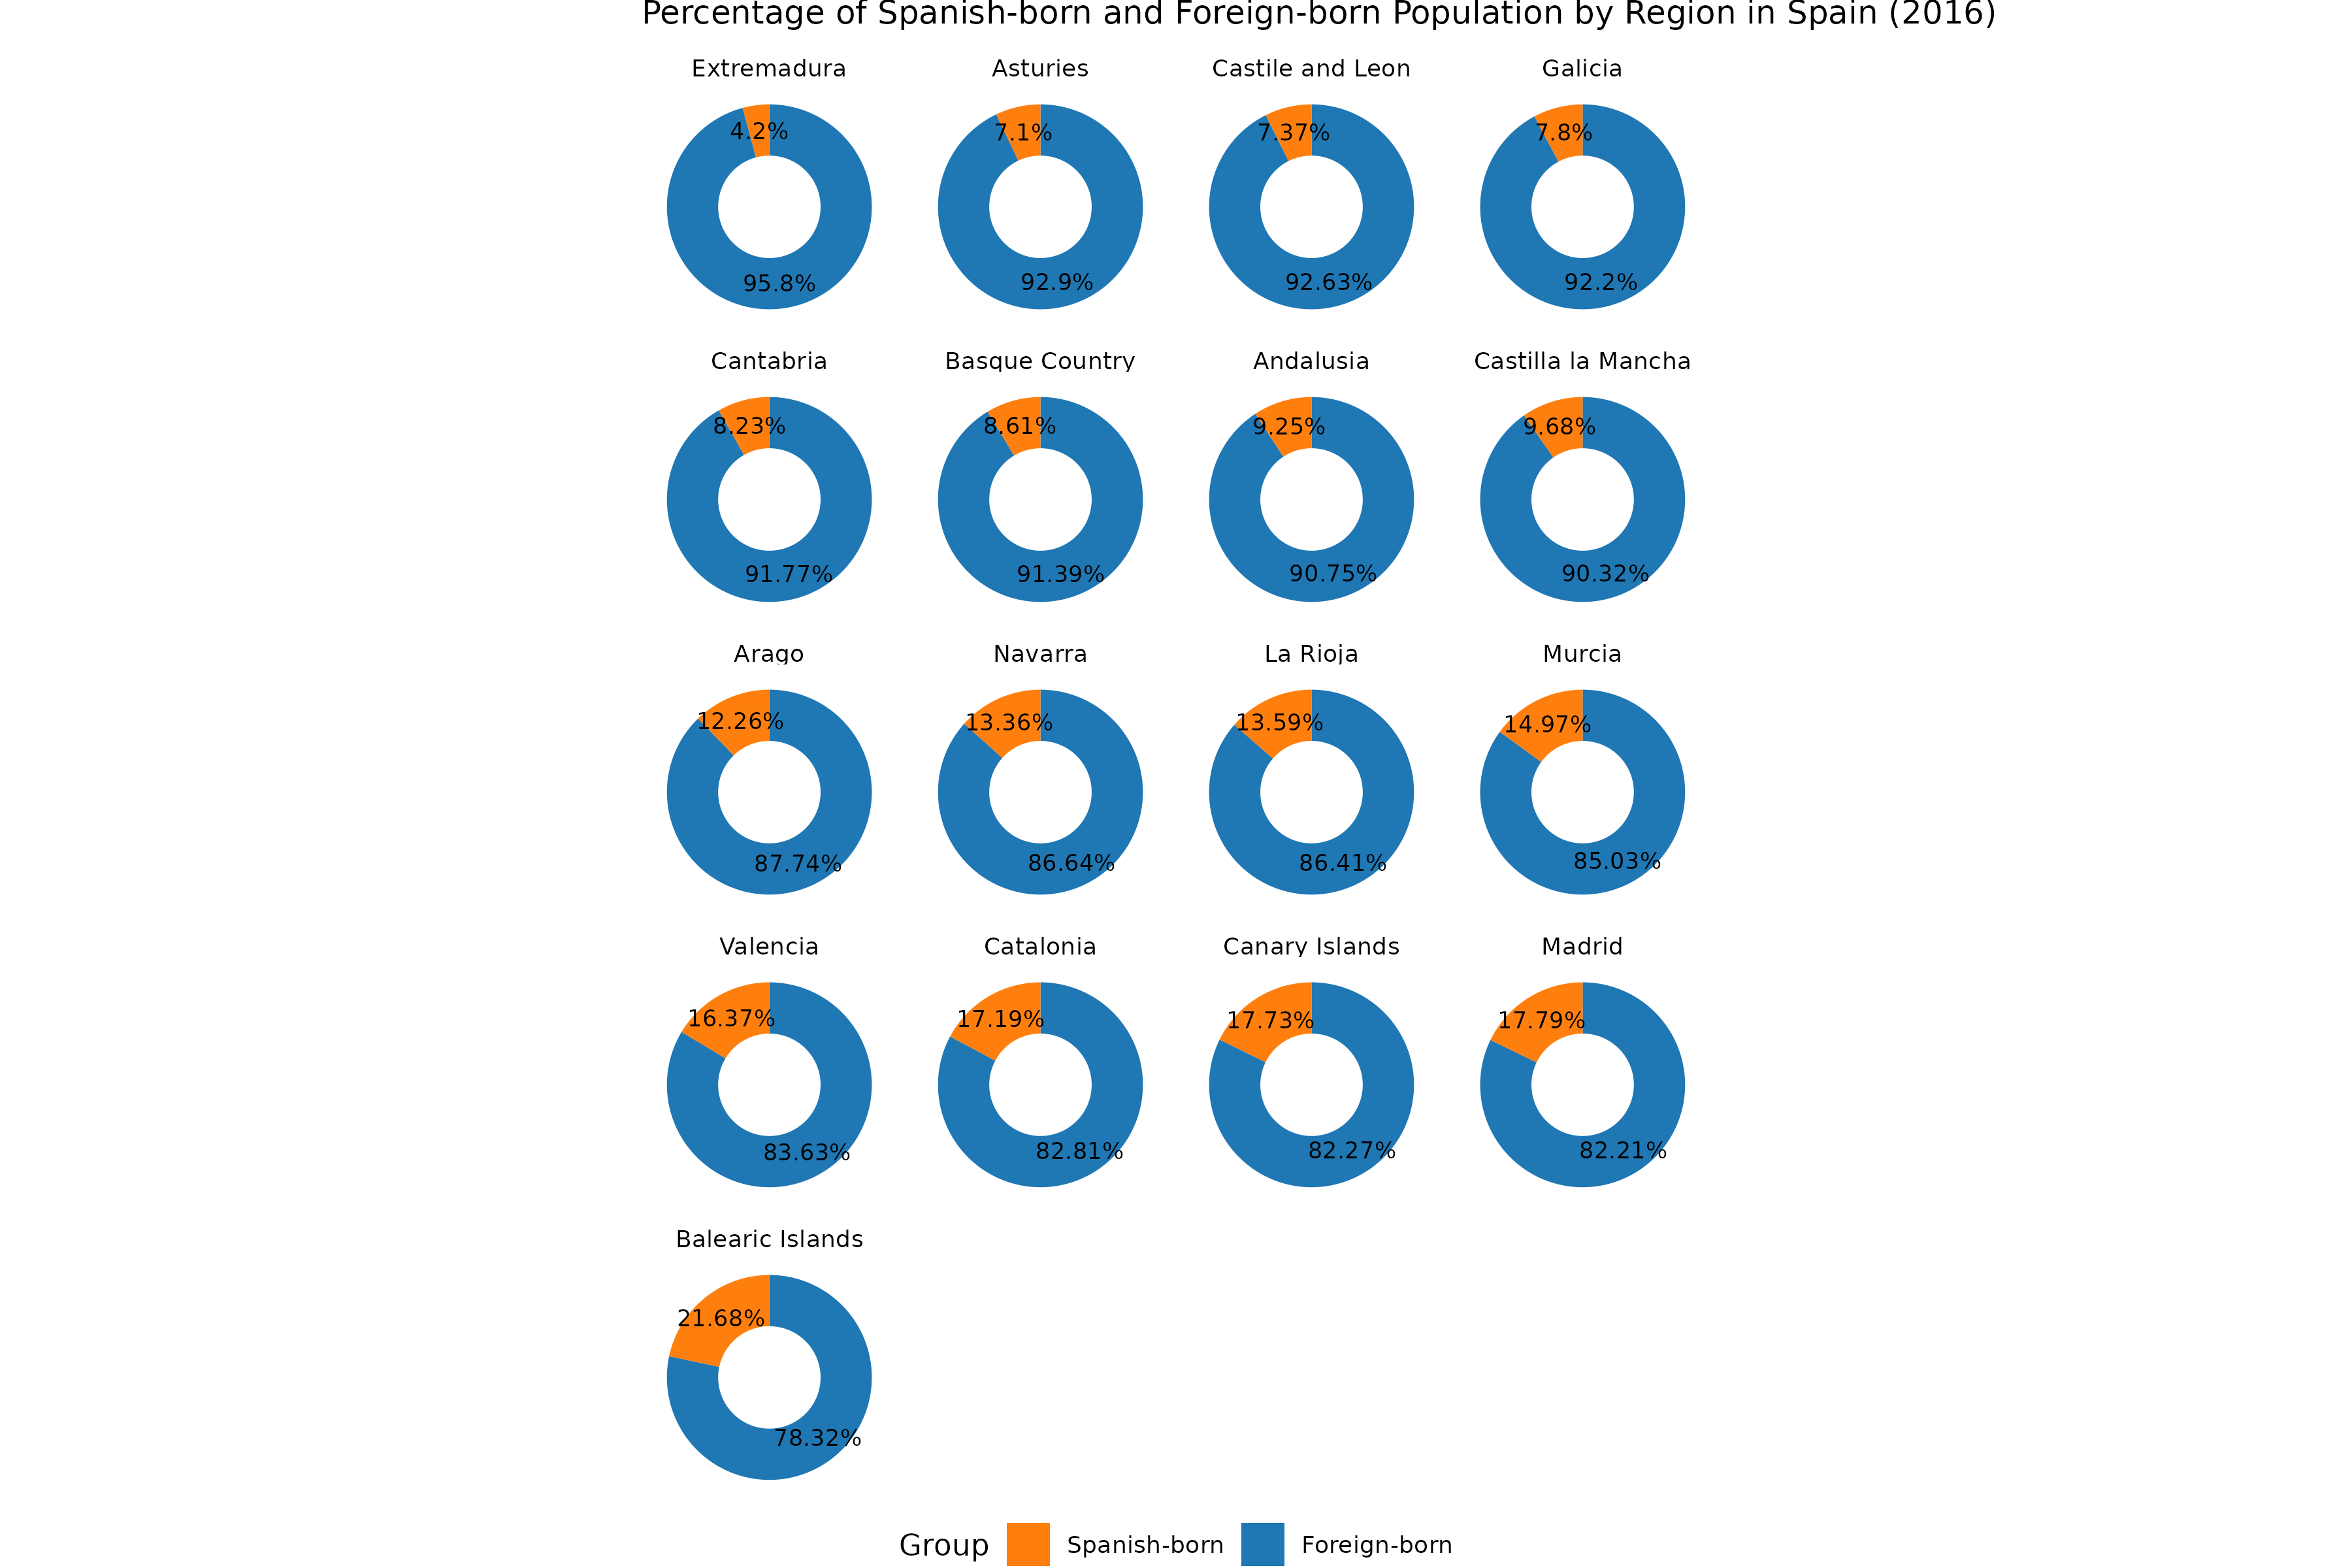 Percentage of Spanish-born and Foreign-born Population by Region in Spain (2016)
Extremadura Asturies Castile and Leon Galicia
4.2% 7.1% 7.37% 7.8%
95.8% 92.9% 92.63% 92.2%
Cantabria Basque Country Andalusia Castilla la Mancha
8.23% 8.61% 9.25% 9.68%
91.77% 91.39% 90.75% 90.32%
Arago Navarra La Rioja Murcia
12.26% 13.36% 13.59% 14.97%
87.74% 86.64% 86.41% 85.03%
Valencia Catalonia Canary Islands Madrid
16.37% 17.19% 17.73% 17.79%
83.63% 82.81% 82.27% 82.21%
Balearic Islands
21.68%
78.32%
Group Spanish-born Foreign-born